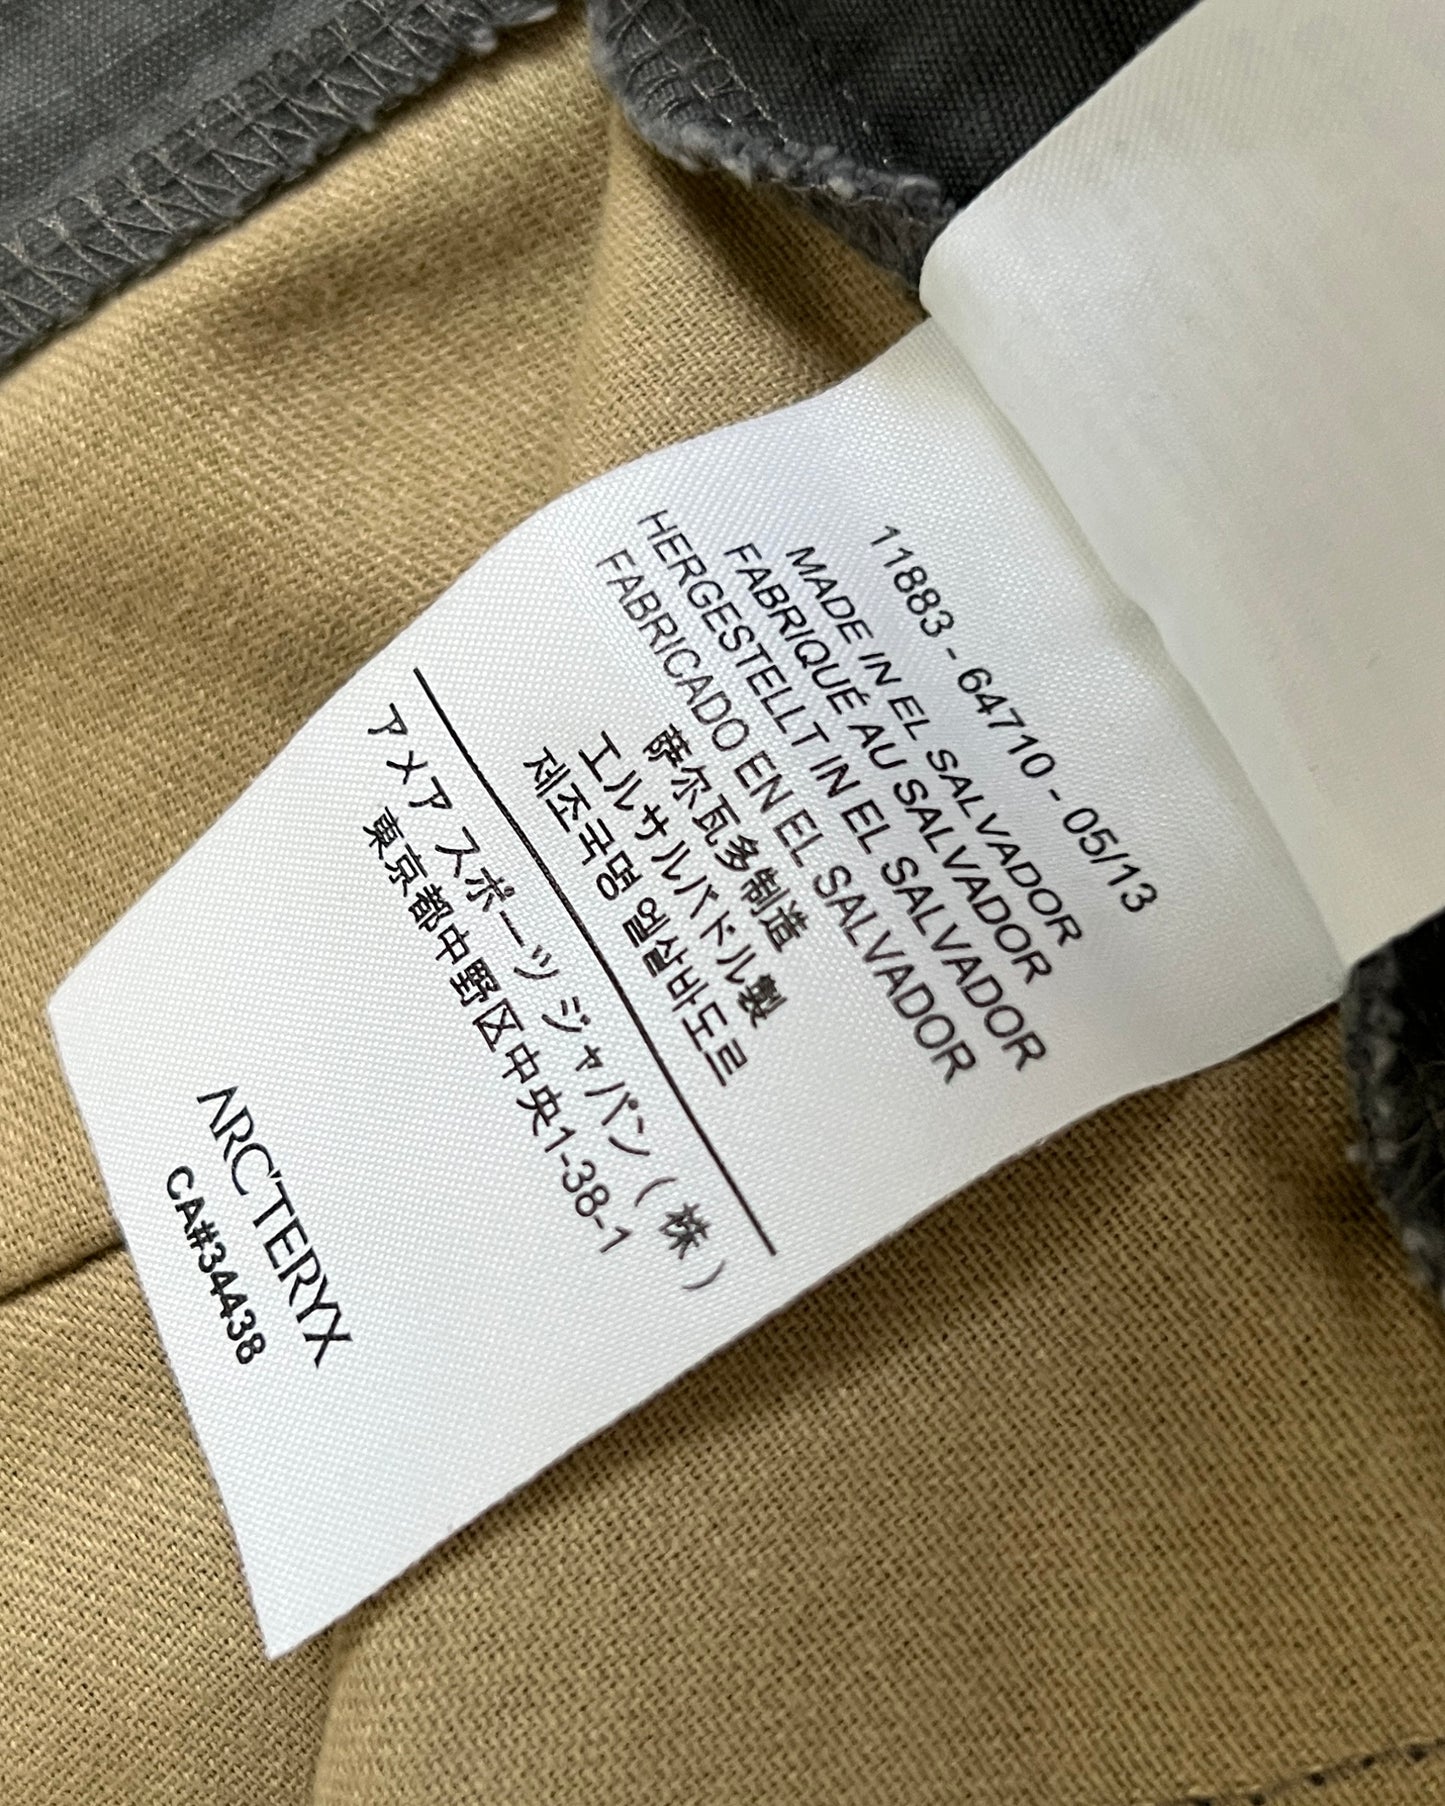 11883 - 64710 - 05/13
MADE IN EL SALVADOR
FABRIQUÉ AU SALVADOR
HERGESTELLT IN EL SALVADOR
FABRICADO EN EL SALVADOR
萨尔瓦多制造
エルサルバドル製
제조국명 엘살바도르
アメア スポーツ ジャパン(株)
東京都中野区中央1-38-1
ARC'TERYX
CA#34438